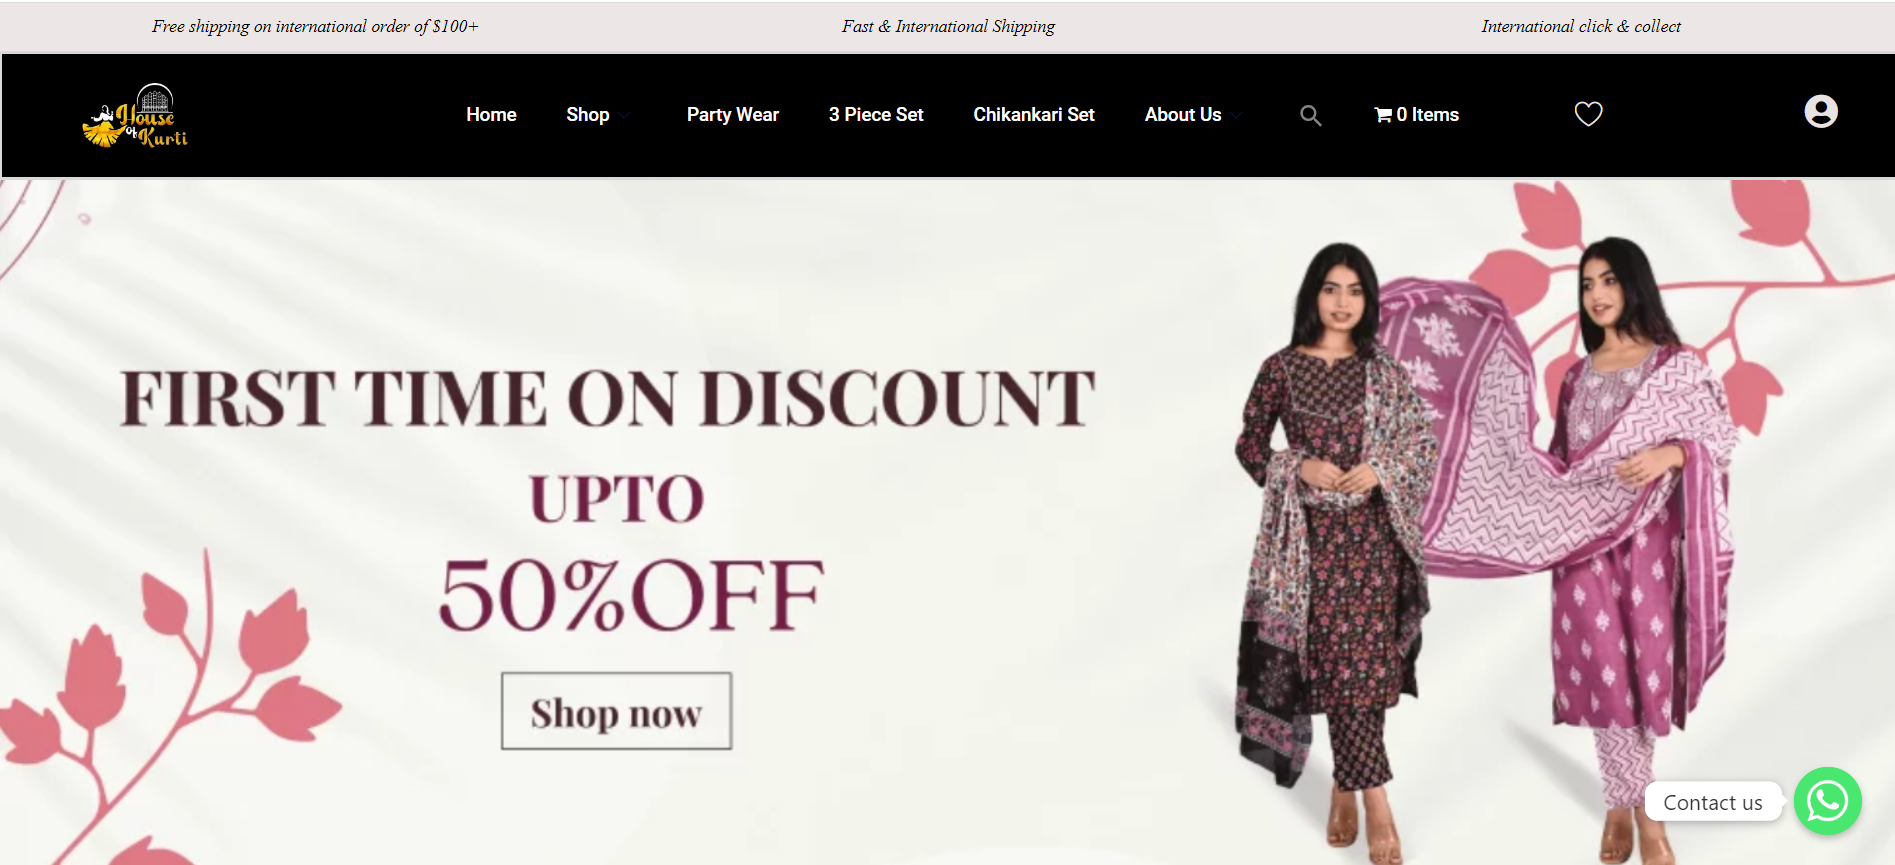 Free shipping on international order of $100+
Fast & International Shipping
International click & collect
House
of
Kurti
Home
Shop
Party Wear
3 Piece Set
Chikankari Set
About Us
0 Items
FIRST TIME ON DISCOUNT
UPTO
50%OFF
Shop now
Contact us